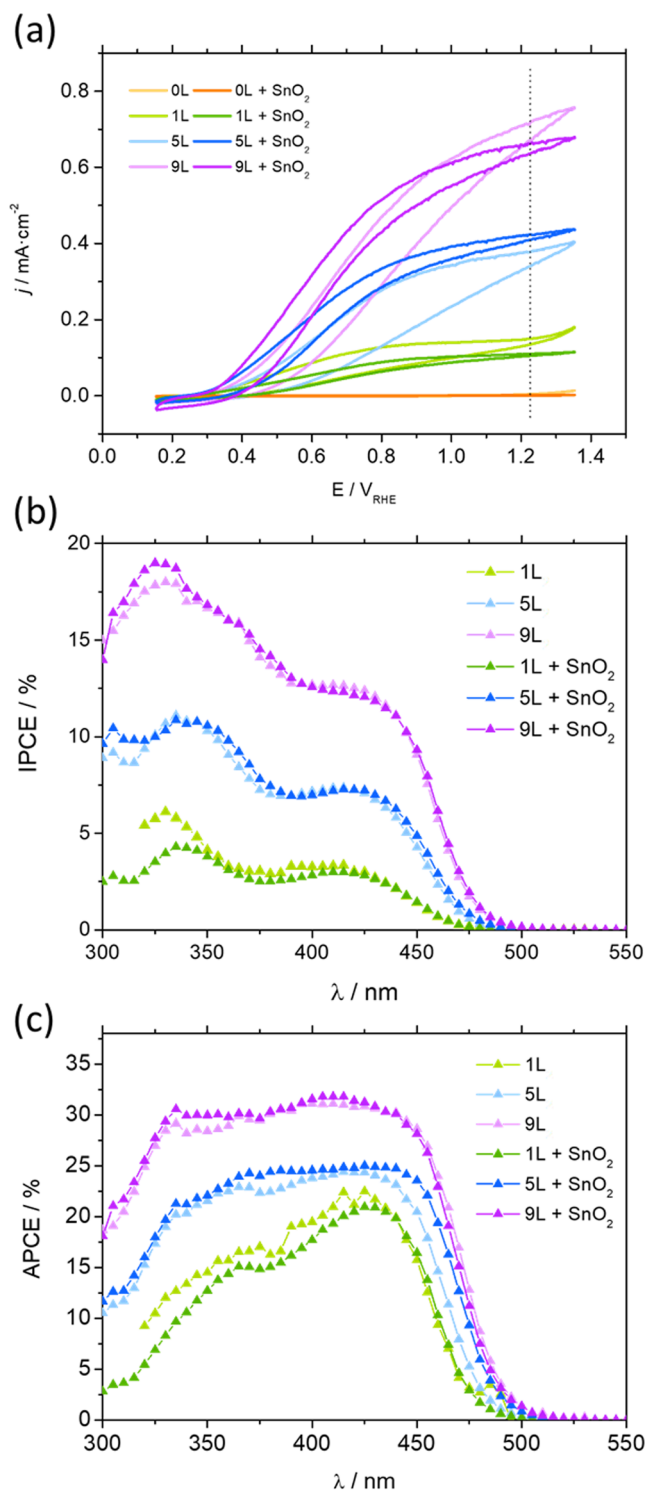 (a)
0L 0L + SnO₂
1L 1L + SnO₂
5L 5L + SnO₂
9L 9L + SnO₂
0.8
0.6
0.4
0.2
0.0
j / mA·cm⁻²
0.0 0.2 0.4 0.6 0.8 1.0 1.2 1.4
E / V_RHE
(b)
20
15
10
5
0
IPCE / %
1L
5L
9L
1L + SnO₂
5L + SnO₂
9L + SnO₂
300 350 400 450 500 550
λ / nm
(c)
35
30
25
20
15
10
5
0
APCE / %
1L
5L
9L
1L + SnO₂
5L + SnO₂
9L + SnO₂
300 350 400 450 500 550
λ / nm